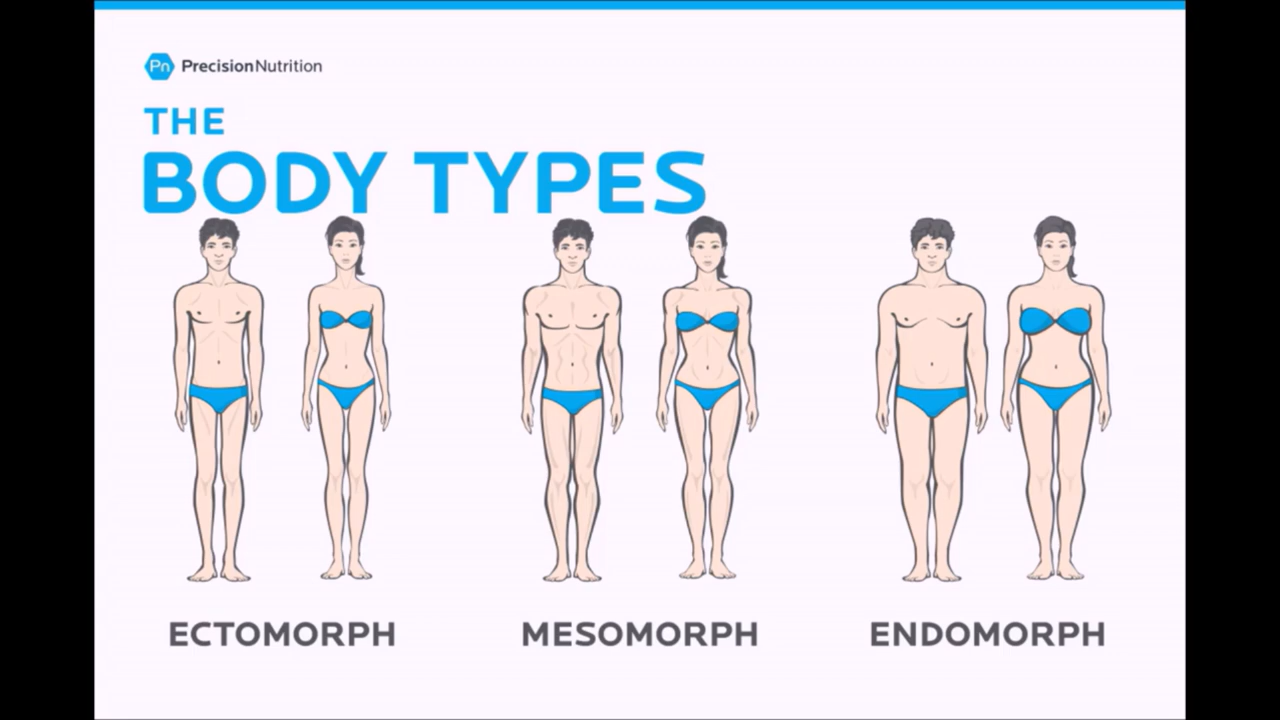 Pn PrecisionNutrition
THE
BODY TYPES
ECTOMORPH
MESOMORPH
ENDOMORPH